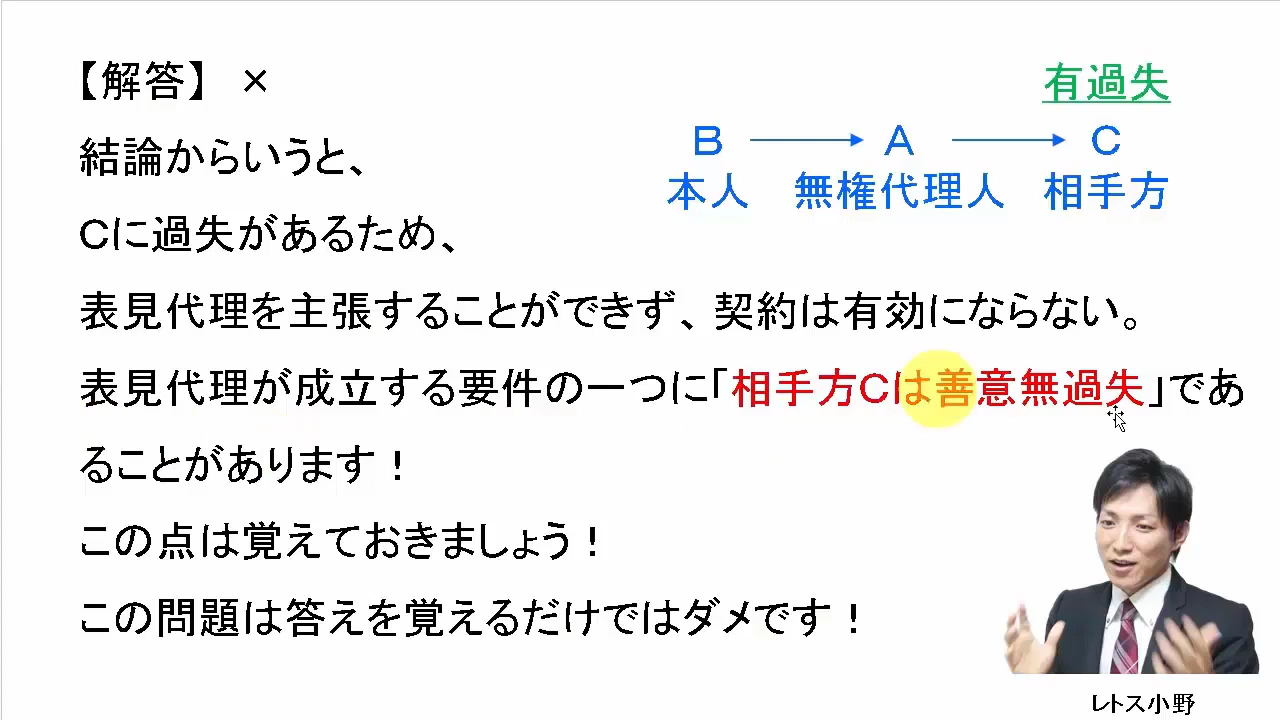 【解答】 ×
有過失
B A C
本人 無権代理人 相手方
結論からいうと、
Cに過失があるため、
表見代理を主張することができず、契約は有効にならない。
表見代理が成立する要件の一つに「相手方Cは善意無過失」であ
ることがあります！
この点は覚えておきましょう！
この問題は答えを覚えるだけではダメです！
レトス小野